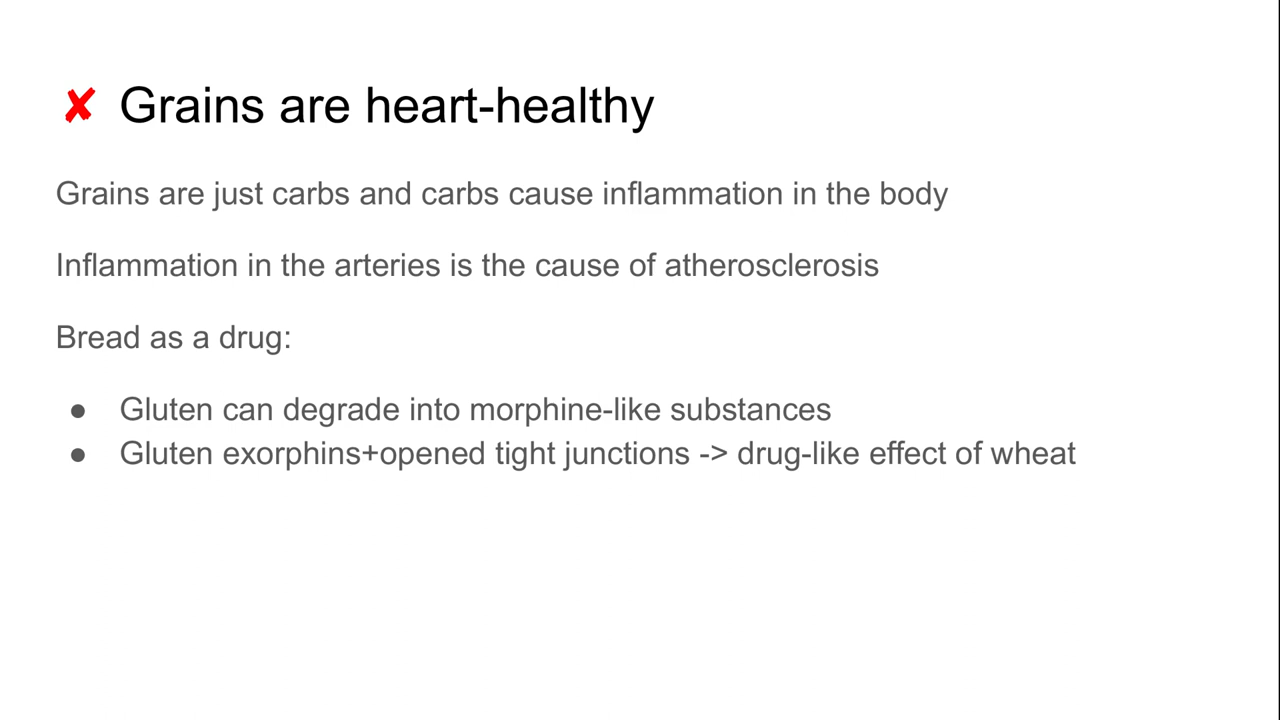 ✘ Grains are heart-healthy
Grains are just carbs and carbs cause inflammation in the body
Inflammation in the arteries is the cause of atherosclerosis
Bread as a drug:
● Gluten can degrade into morphine-like substances
● Gluten exorphins+opened tight junctions -> drug-like effect of wheat